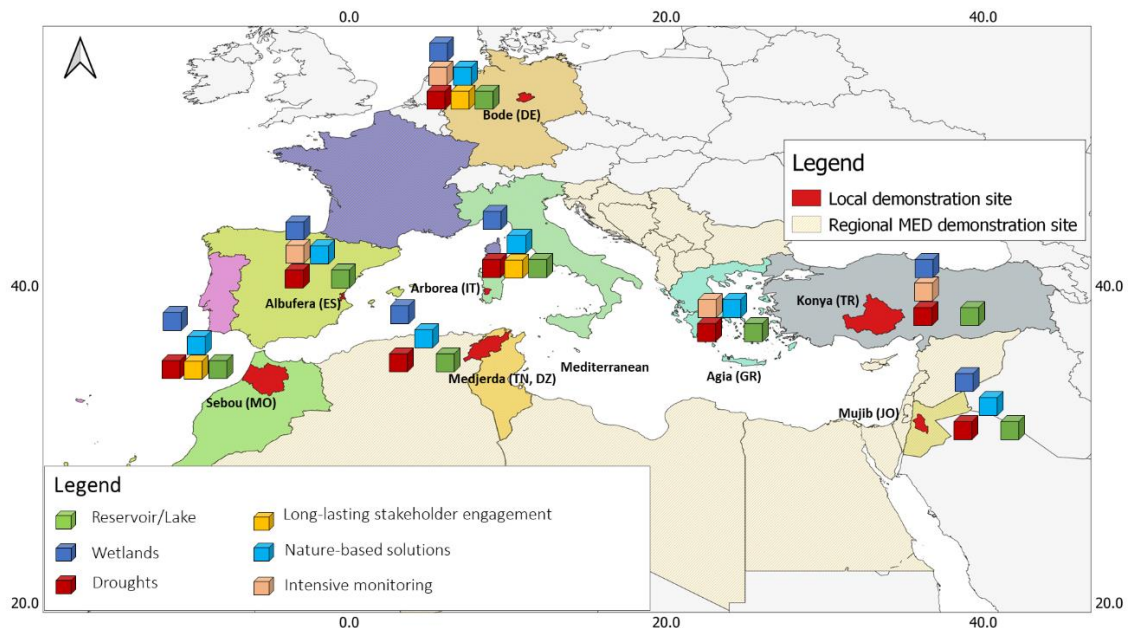 0.0
20.0
40.0
Bode (DE)
Legend
Local demonstration site
Regional MED demonstration site
40.0
40.0
Albufera (ES)
Arborea (IT)
Konya (TR)
Medjerda (TN, DZ)
Mediterranean
Agia (GR)
Sebou (MO)
Mujib (JO)
Legend
Reservoir/Lake
Long-lasting stakeholder engagement
Wetlands
Nature-based solutions
Droughts
Intensive monitoring
20.0
20.0
0.0
20.0
40.0